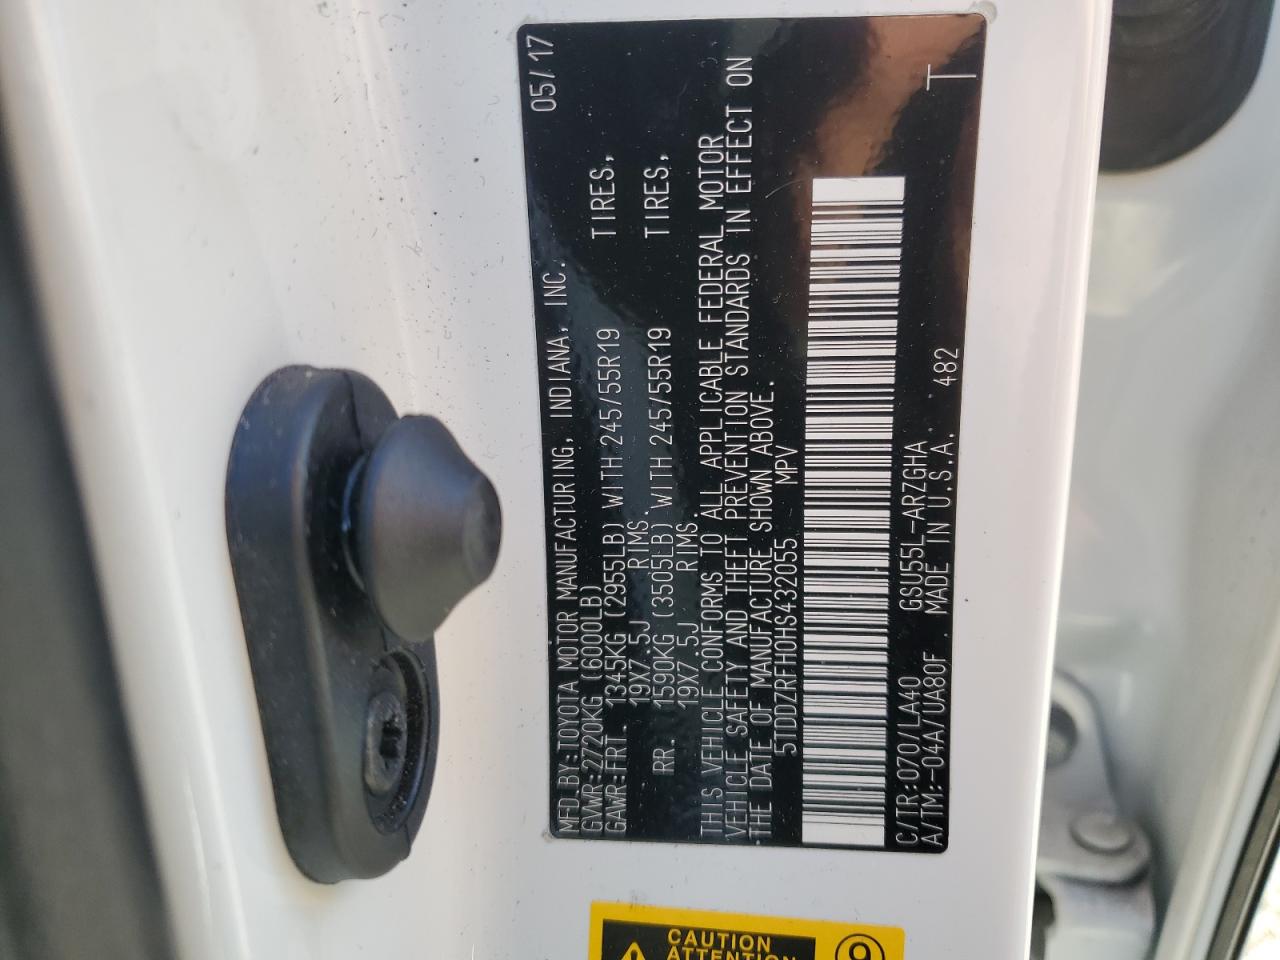 MFD.BY:TOYOTA MOTOR MANUFACTURING, INDIANA, INC. 05/17
GVWR:2720KG (6000LB)
GAWR:FRT. 1345KG (2955LB) WITH 245/55R19 TIRES,
19X7.5J RIMS.
RR. 1590KG (3505LB) WITH 245/55R19 TIRES,
19X7.5J RIMS.
THIS VEHICLE CONFORMS TO ALL APPLICABLE FEDERAL MOTOR
VEHICLE SAFETY AND THEFT PREVENTION STANDARDS IN EFFECT ON
THE DATE OF MANUFACTURE SHOWN ABOVE.
5TDDZRFH0HS432055 MPV
C/TR:070/LA40 GSU55L-ARZGHA
A/TM:-04A/UA80F MADE IN U.S.A. 482
CAUTION
ATTENTION
9